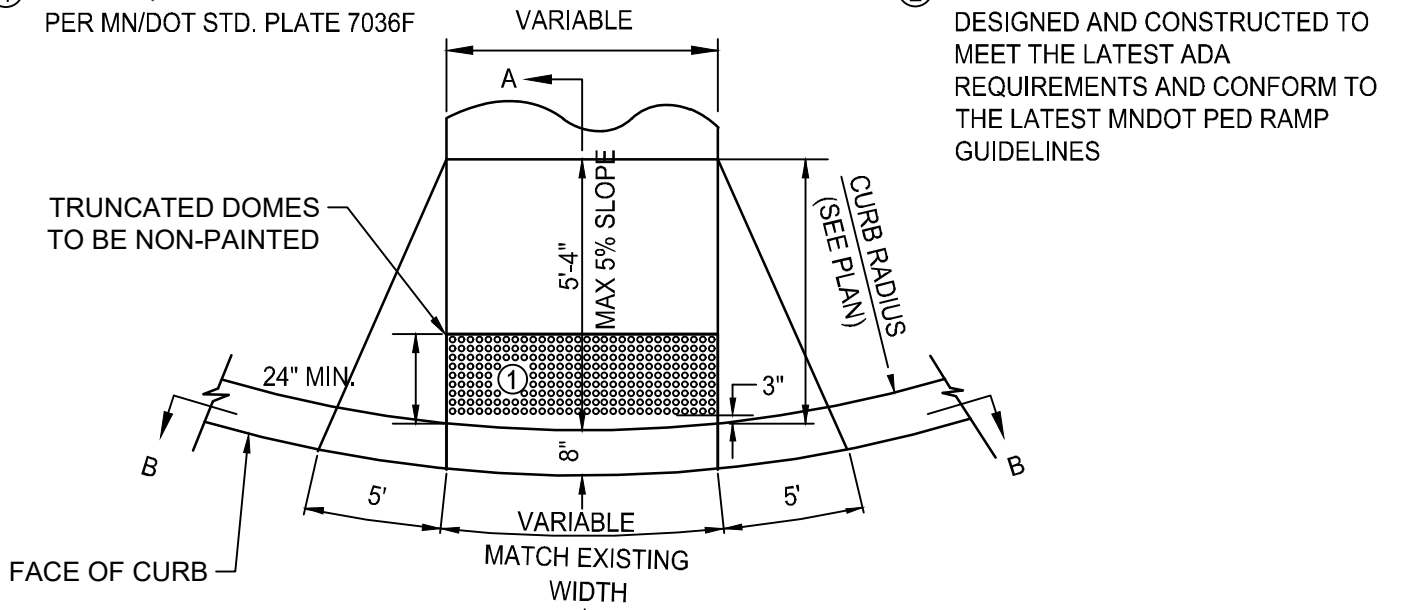 PER MN/DOT STD. PLATE 7036F
VARIABLE
DESIGNED AND CONSTRUCTED TO
MEET THE LATEST ADA
REQUIREMENTS AND CONFORM TO
THE LATEST MNDOT PED RAMP
GUIDELINES
A
TRUNCATED DOMES
TO BE NON-PAINTED
5'-4"
MAX 5% SLOPE
CURB RADIUS
(SEE PLAN)
24" MIN.
1
3"
B
B
8"
5'
5'
VARIABLE
MATCH EXISTING
WIDTH
FACE OF CURB